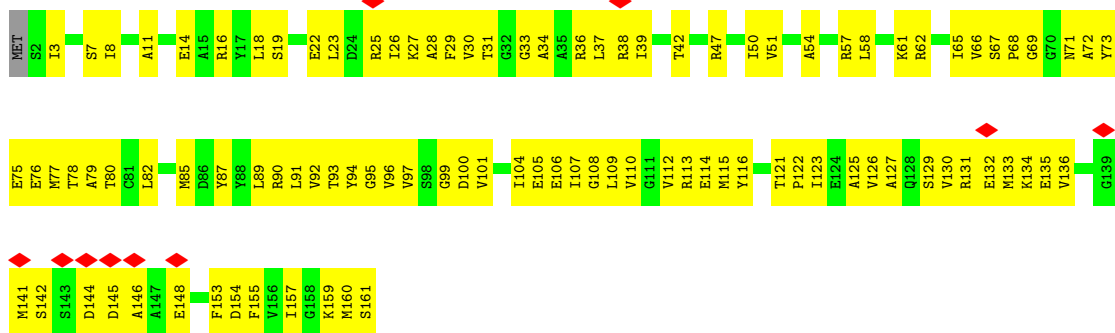 MET S2 I3 S7 I8 A11 E14 A15 R16 Y17 L18 S19 E22 L23 D24 R25 I26 K27 A28 F29 V30 T31 G32 G33 A34 A35 R36 L37 R38 I39 T42 R47 I50 V51 A54 R57 L58 K61 R62 I65 V66 S67 P68 G69 G70 N71 A72 Y73
E75 E76 M77 T78 A79 T80 C81 L82 M85 D86 Y87 Y88 L89 R90 L91 V92 T93 Y94 G95 V96 V97 S98 G99 D100 V101 I104 E105 E106 I107 G108 L109 V110 G111 V112 R113 E114 M115 Y116 T121 P122 I123 E124 A125 V126 A127 Q128 S129 V130 R131 E132 M133 K134 E135 V136 G139
M141 S142 S143 D144 D145 A146 A147 E148 F153 D154 F155 V156 I157 G158 K159 M160 S161